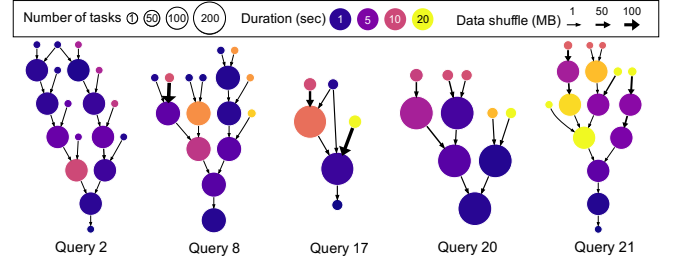 Number of tasks 1 50 100 200 Duration (sec) 1 5 10 20 Data shuffle (MB) 1 50 100
Query 2 Query 8 Query 17 Query 20 Query 21